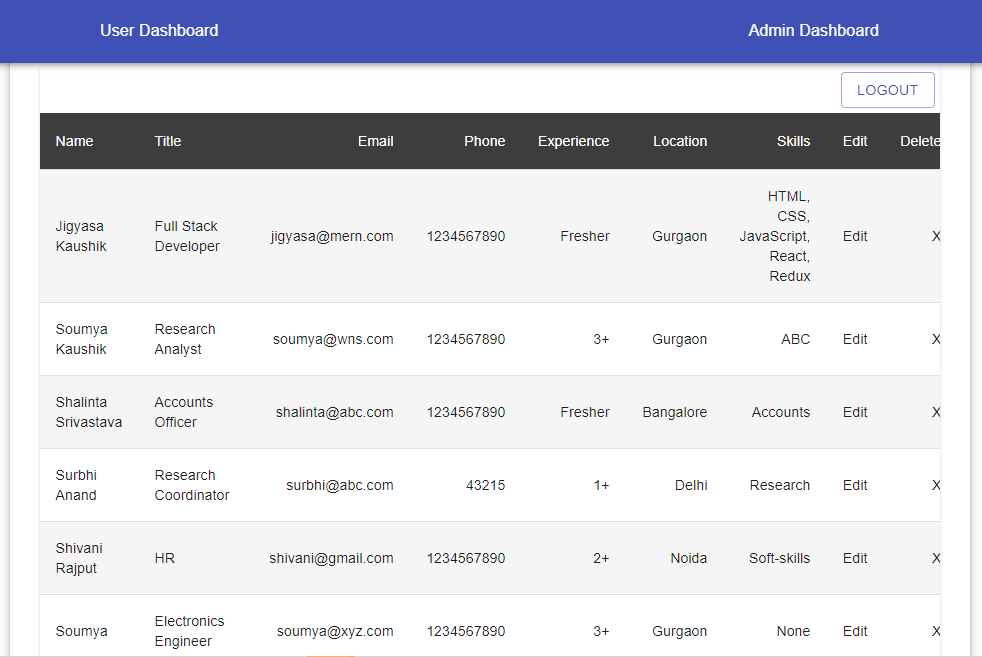 User Dashboard Admin Dashboard
LOGOUT
Name Title Email Phone Experience Location Skills Edit Delete
Jigyasa Kaushik Full Stack Developer jigyasa@mern.com 1234567890 Fresher Gurgaon HTML, CSS, JavaScript, React, Redux Edit X
Soumya Kaushik Research Analyst soumya@wns.com 1234567890 3+ Gurgaon ABC Edit X
Shalinta Srivastava Accounts Officer shalinta@abc.com 1234567890 Fresher Bangalore Accounts Edit X
Surbhi Anand Research Coordinator surbhi@abc.com 43215 1+ Delhi Research Edit X
Shivani Rajput HR shivani@gmail.com 1234567890 2+ Noida Soft-skills Edit X
Soumya Electronics Engineer soumya@xyz.com 1234567890 3+ Gurgaon None Edit X